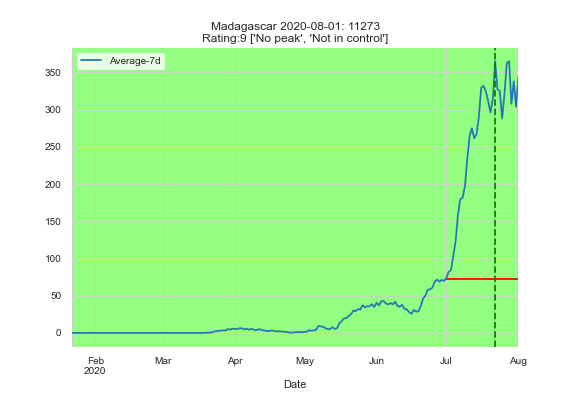 Madagascar 2020-08-01: 11273
Rating:9 ['No peak', 'Not in control']
Average-7d
350
300
250
200
150
100
50
0
Feb Mar Apr May Jun Jul Aug
2020
Date